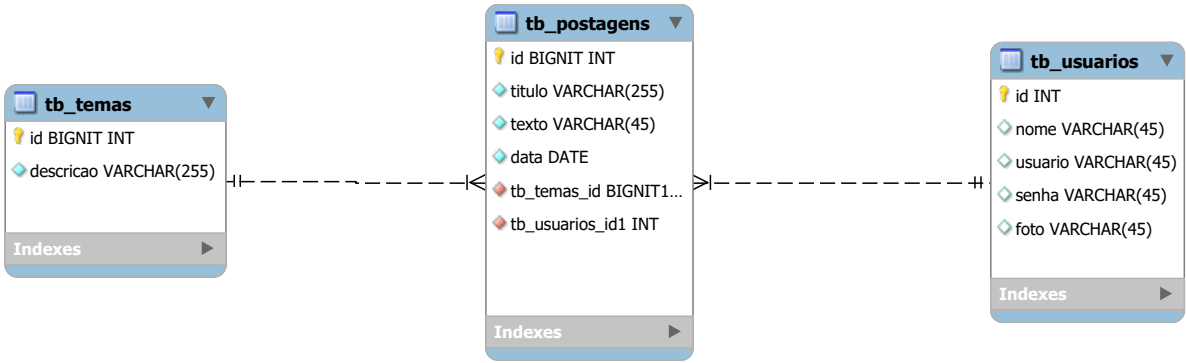 tb_temas
id BIGNIT INT
descricao VARCHAR(255)
Indexes
tb_postagens
id BIGNIT INT
titulo VARCHAR(255)
texto VARCHAR(45)
data DATE
tb_temas_id BIGNIT1...
tb_usuarios_id1 INT
Indexes
tb_usuarios
id INT
nome VARCHAR(45)
usuario VARCHAR(45)
senha VARCHAR(45)
foto VARCHAR(45)
Indexes